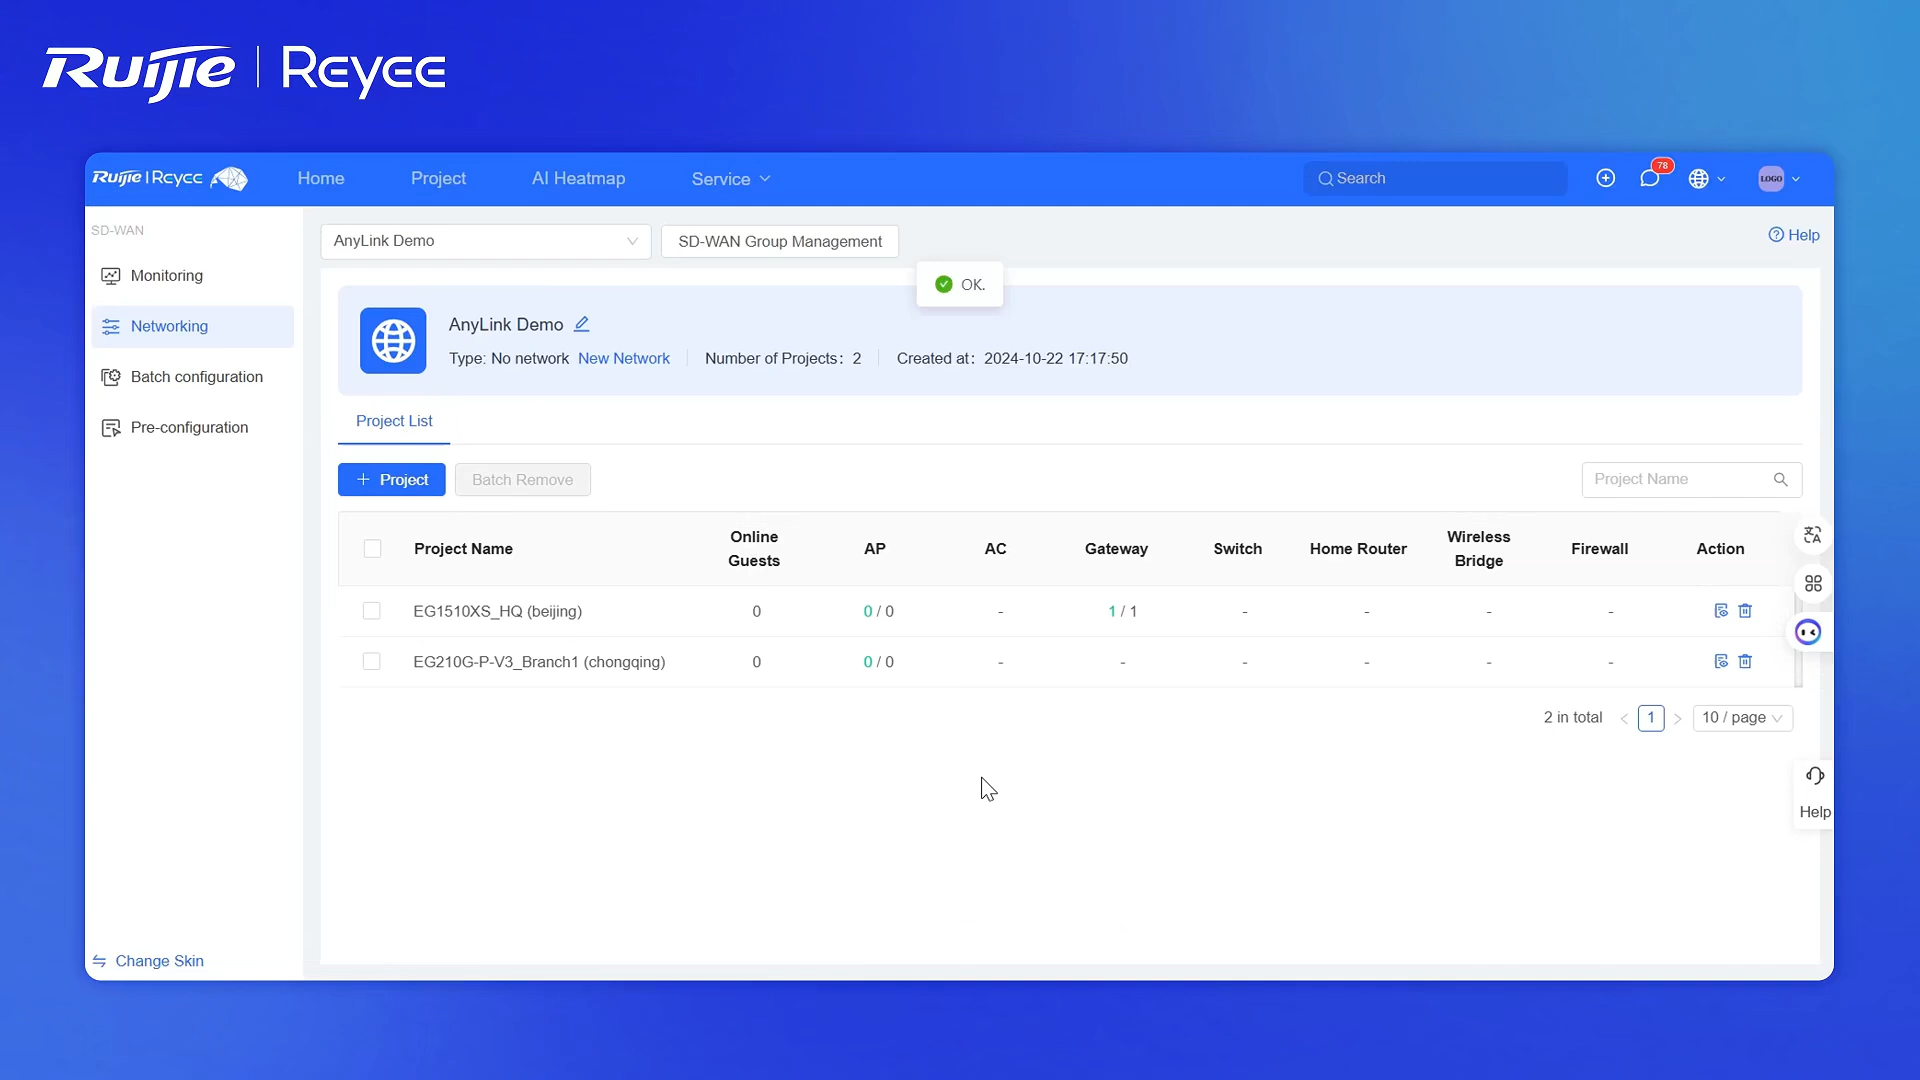 Ruijie | Reyee
Ruijie | Reyee
Home
Project
AI Heatmap
Service
Search
78
LOGO
SD-WAN
Monitoring
Networking
Batch configuration
Pre-configuration
Change Skin
AnyLink Demo
SD-WAN Group Management
Help
OK.
AnyLink Demo
Type: No network New Network
Number of Projects: 2
Created at: 2024-10-22 17:17:50
Project List
+ Project
Batch Remove
Project Name
Project Name
Online Guests
AP
AC
Gateway
Switch
Home Router
Wireless Bridge
Firewall
Action
EG1510XS_HQ (beijing) 0 0 / 0 - 1 / 1 - - - -
EG210G-P-V3_Branch1 (chongqing) 0 0 / 0 - - - - - -
2 in total < 1 > 10 / page
Help